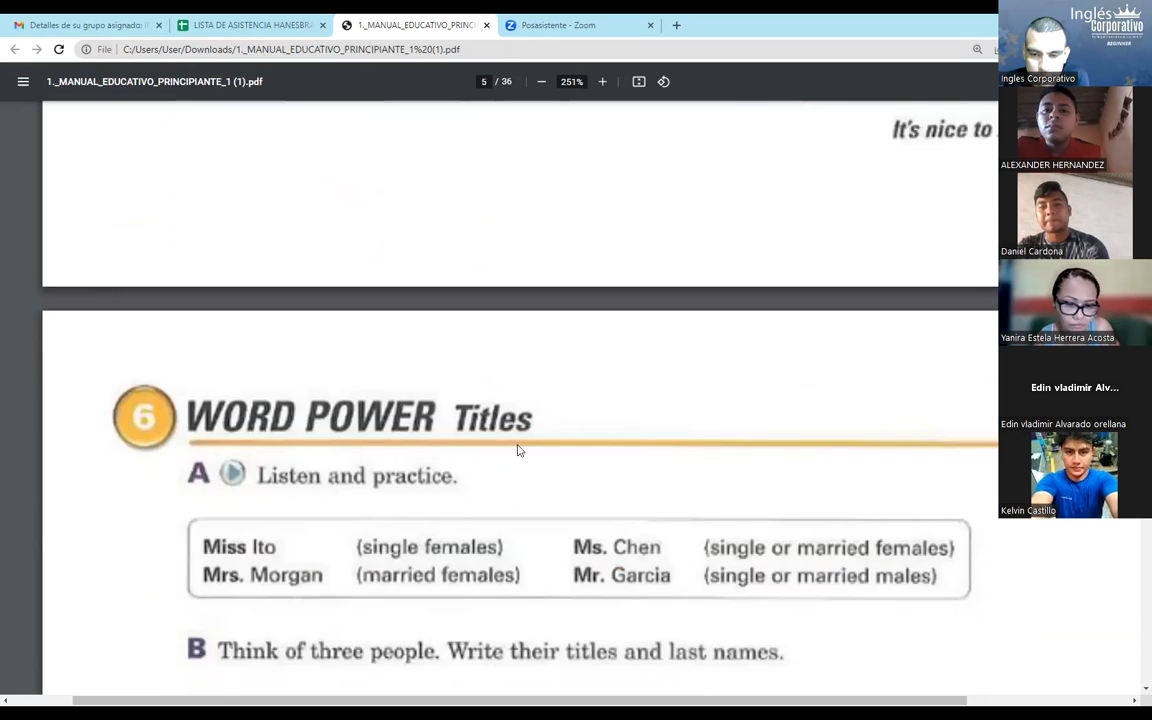 Detalles de su grupo asignado: I
LISTA DE ASISTENCIA HANESBRA
1._MANUAL_EDUCATIVO_PRINCI
Posasistente - Zoom
File
C:/Users/User/Downloads/1._MANUAL_EDUCATIVO_PRINCIPIANTE_1%20(1).pdf
1._MANUAL_EDUCATIVO_PRINCIPIANTE_1 (1).pdf
5 / 36
251%
It's nice to
6 WORD POWER Titles
A Listen and practice.
Miss Ito (single females) Ms. Chen (single or married females)
Mrs. Morgan (married females) Mr. Garcia (single or married males)
B Think of three people. Write their titles and last names.
Inglés
Corporativo
BEGINNER
Ingles Corporativo
ALEXANDER HERNANDEZ
Daniel Cardona
Yanira Estela Herrera Acosta
Edin vladimir Alv...
Edin vladimir Alvarado orellana
Kelvin Castillo